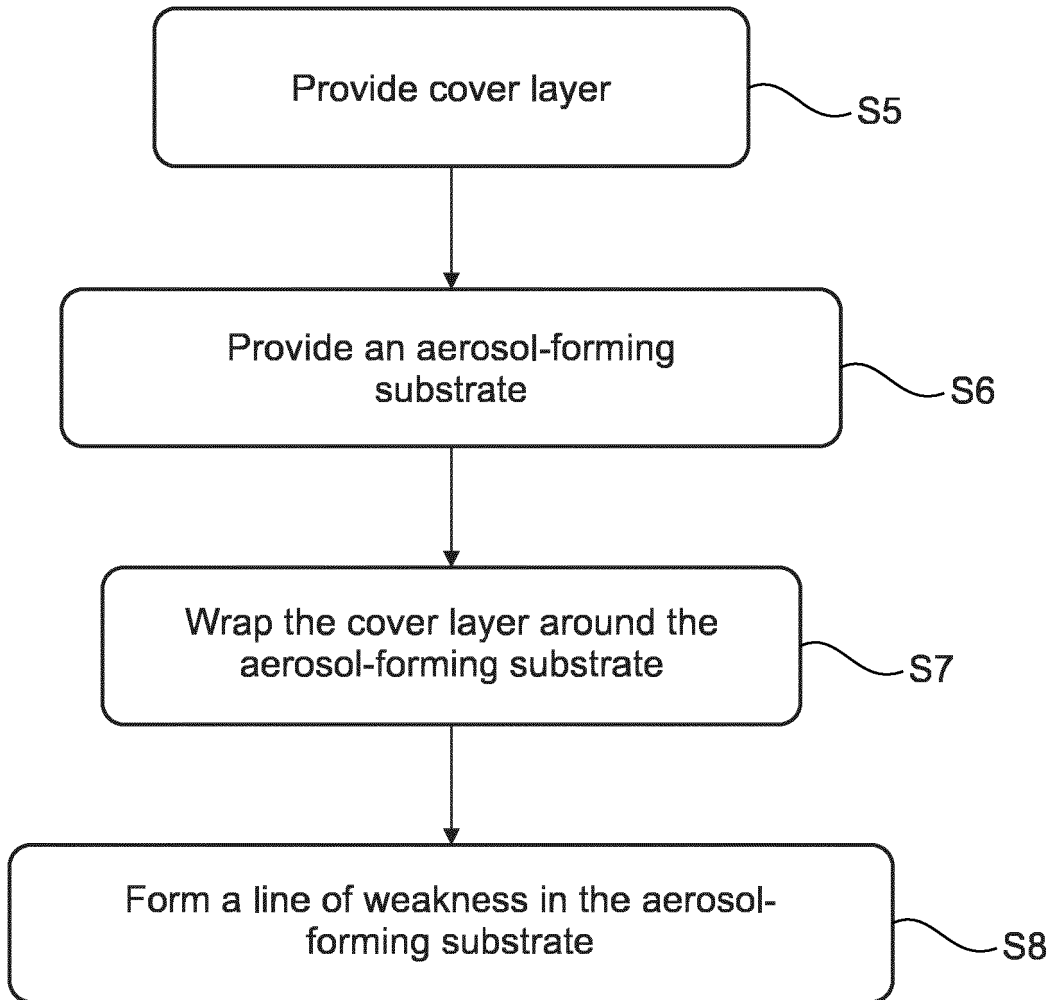 Provide cover layer
S5
Provide an aerosol-forming
substrate
S6
Wrap the cover layer around the
aerosol-forming substrate
S7
Form a line of weakness in the aerosol-
forming substrate
S8